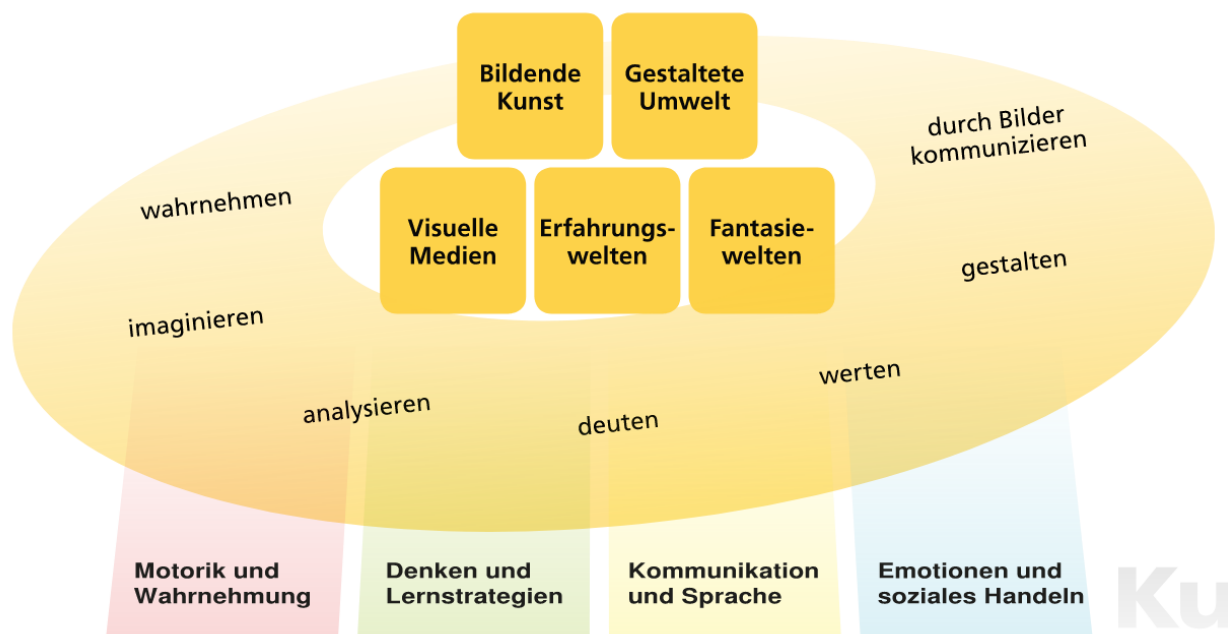 Bildende
Kunst
Gestaltete
Umwelt
durch Bilder
kommunizieren
wahrnehmen
Visuelle
Medien
Erfahrungs-
welten
Fantasie-
welten
gestalten
imaginieren
werten
analysieren
deuten
Motorik und
Wahrnehmung
Denken und
Lernstrategien
Kommunikation
und Sprache
Emotionen und
soziales Handeln
Ku